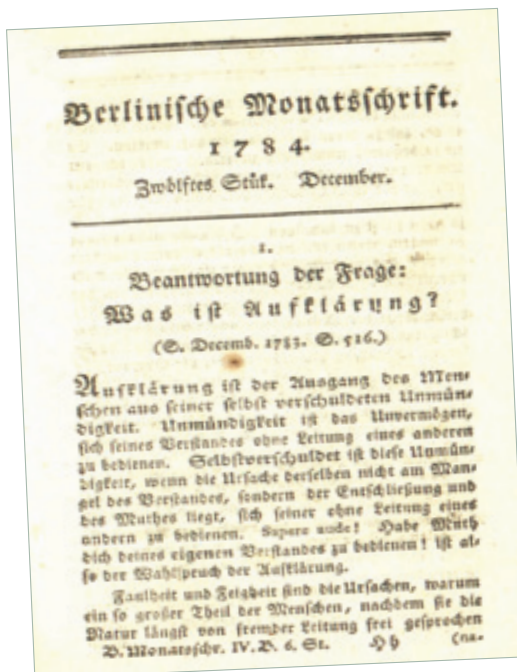 Berlinische Monatsschrift.
1784.
Zwölftes Stük. December.
1.
Beantwortung der Frage:
Was ist Aufklärung?
(S. Decemb. 1783. S. 516.)
Aufklärung ist der Ausgang des Men-
schen aus seiner selbst verschuldeten Unmün-
digkeit. Unmündigkeit ist das Unvermögen,
sich seines Verstandes ohne Leitung eines anderen
zu bedienen. Selbstverschuldet ist diese Unmün-
digkeit, wenn die Ursache derselben nicht am Man-
gel des Verstandes, sondern der Entschließung und
des Muthes liegt, sich seiner ohne Leitung eines
andern zu bedienen. Sapere aude! Habe Muth
dich deines eigenen Verstandes zu bedienen! ist al-
so der Wahlspruch der Aufklärung.
Faulheit und Feigheit sind die Ursachen, warum
ein so großer Theil der Menschen, nachdem sie die
Natur längst von fremder Leitung frei gesprochen
B. Monatsschr. IV. B. 6. St. Hh (na-